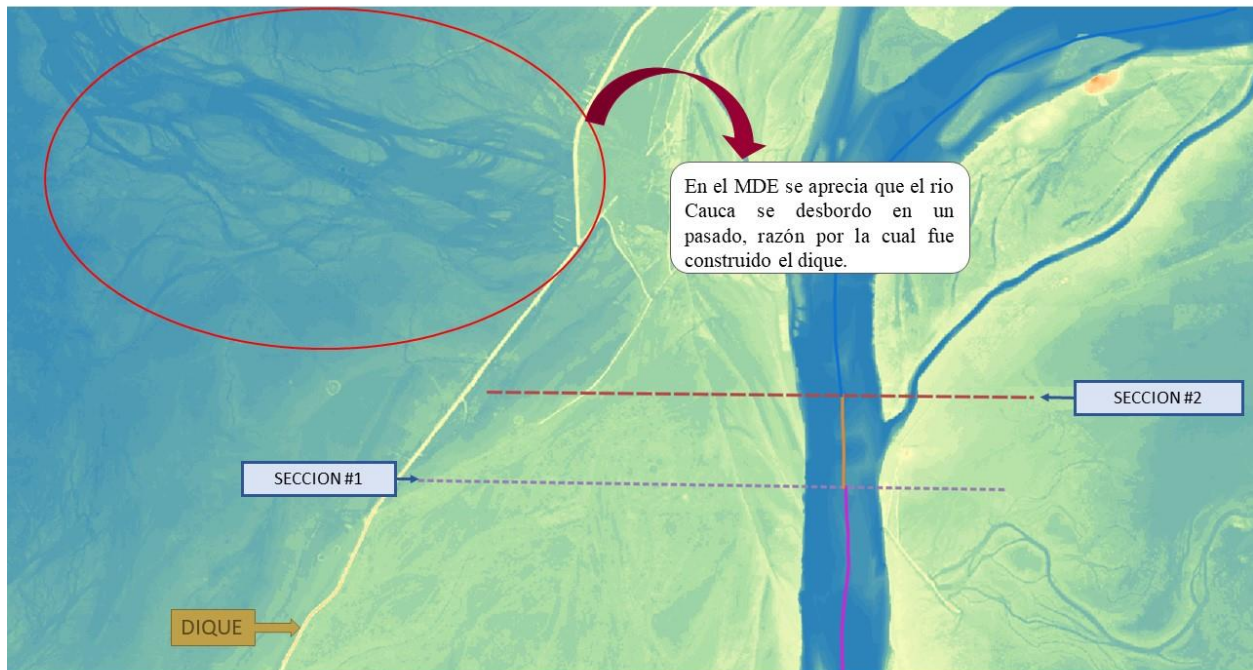 En el MDE se aprecia que el rio
Cauca se desbordo en un
pasado, razón por la cual fue
construido el dique.
SECCION #2
SECCION #1
DIQUE